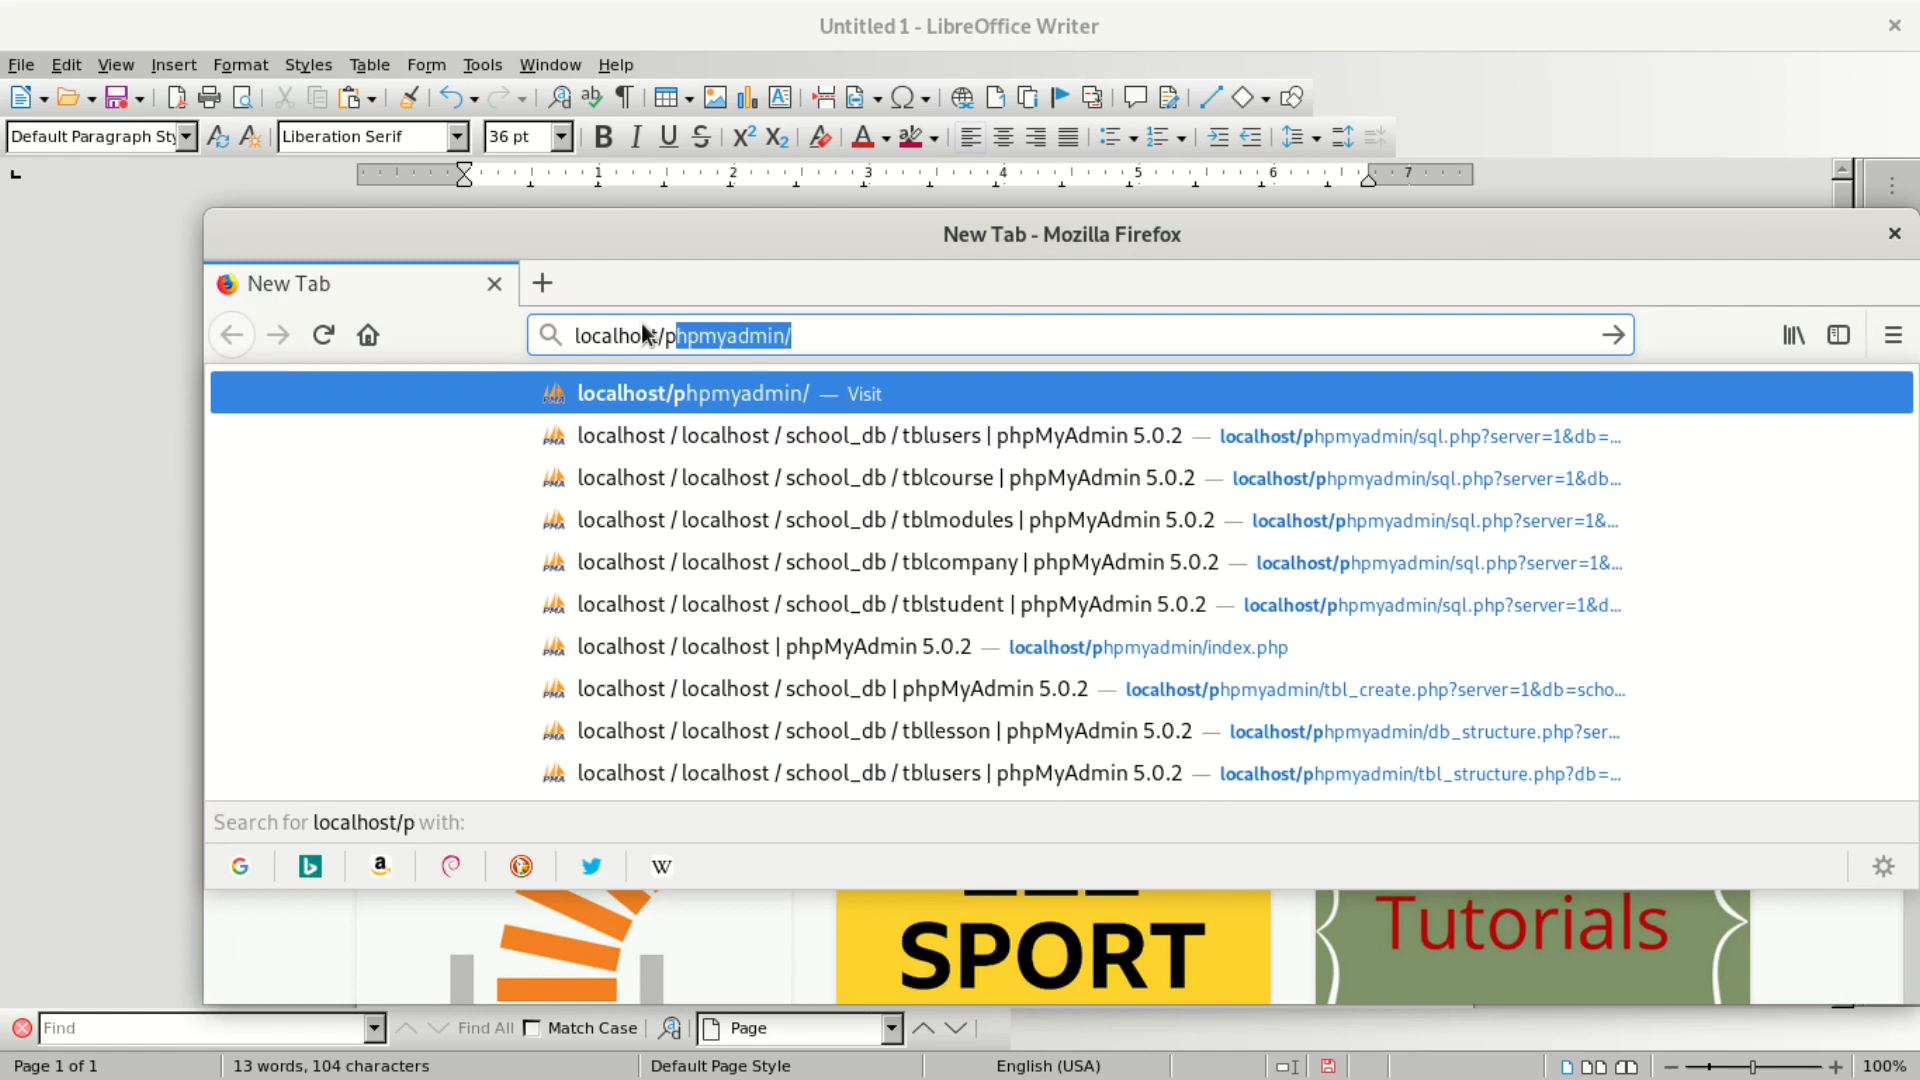 Untitled 1 - LibreOffice Writer
File Edit View Insert Format Styles Table Form Tools Window Help
Default Paragraph Sty Liberation Serif 36 pt
1 2 3 4 5 6 7
New Tab - Mozilla Firefox
New Tab
localhost/phpmyadmin/
localhost/phpmyadmin/ — Visit
localhost / localhost / school_db / tblusers | phpMyAdmin 5.0.2 — localhost/phpmyadmin/sql.php?server=1&db=...
localhost / localhost / school_db / tblcourse | phpMyAdmin 5.0.2 — localhost/phpmyadmin/sql.php?server=1&db...
localhost / localhost / school_db / tblmodules | phpMyAdmin 5.0.2 — localhost/phpmyadmin/sql.php?server=1&...
localhost / localhost / school_db / tblcompany | phpMyAdmin 5.0.2 — localhost/phpmyadmin/sql.php?server=1&...
localhost / localhost / school_db / tblstudent | phpMyAdmin 5.0.2 — localhost/phpmyadmin/sql.php?server=1&d...
localhost / localhost | phpMyAdmin 5.0.2 — localhost/phpmyadmin/index.php
localhost / localhost / school_db | phpMyAdmin 5.0.2 — localhost/phpmyadmin/tbl_create.php?server=1&db=scho...
localhost / localhost / school_db / tbllesson | phpMyAdmin 5.0.2 — localhost/phpmyadmin/db_structure.php?ser...
localhost / localhost / school_db / tblusers | phpMyAdmin 5.0.2 — localhost/phpmyadmin/tbl_structure.php?db=...
Search for localhost/p with:
SPORT
Tutorials
Find Find All Match Case Page
Page 1 of 1 13 words, 104 characters Default Page Style English (USA) 100%